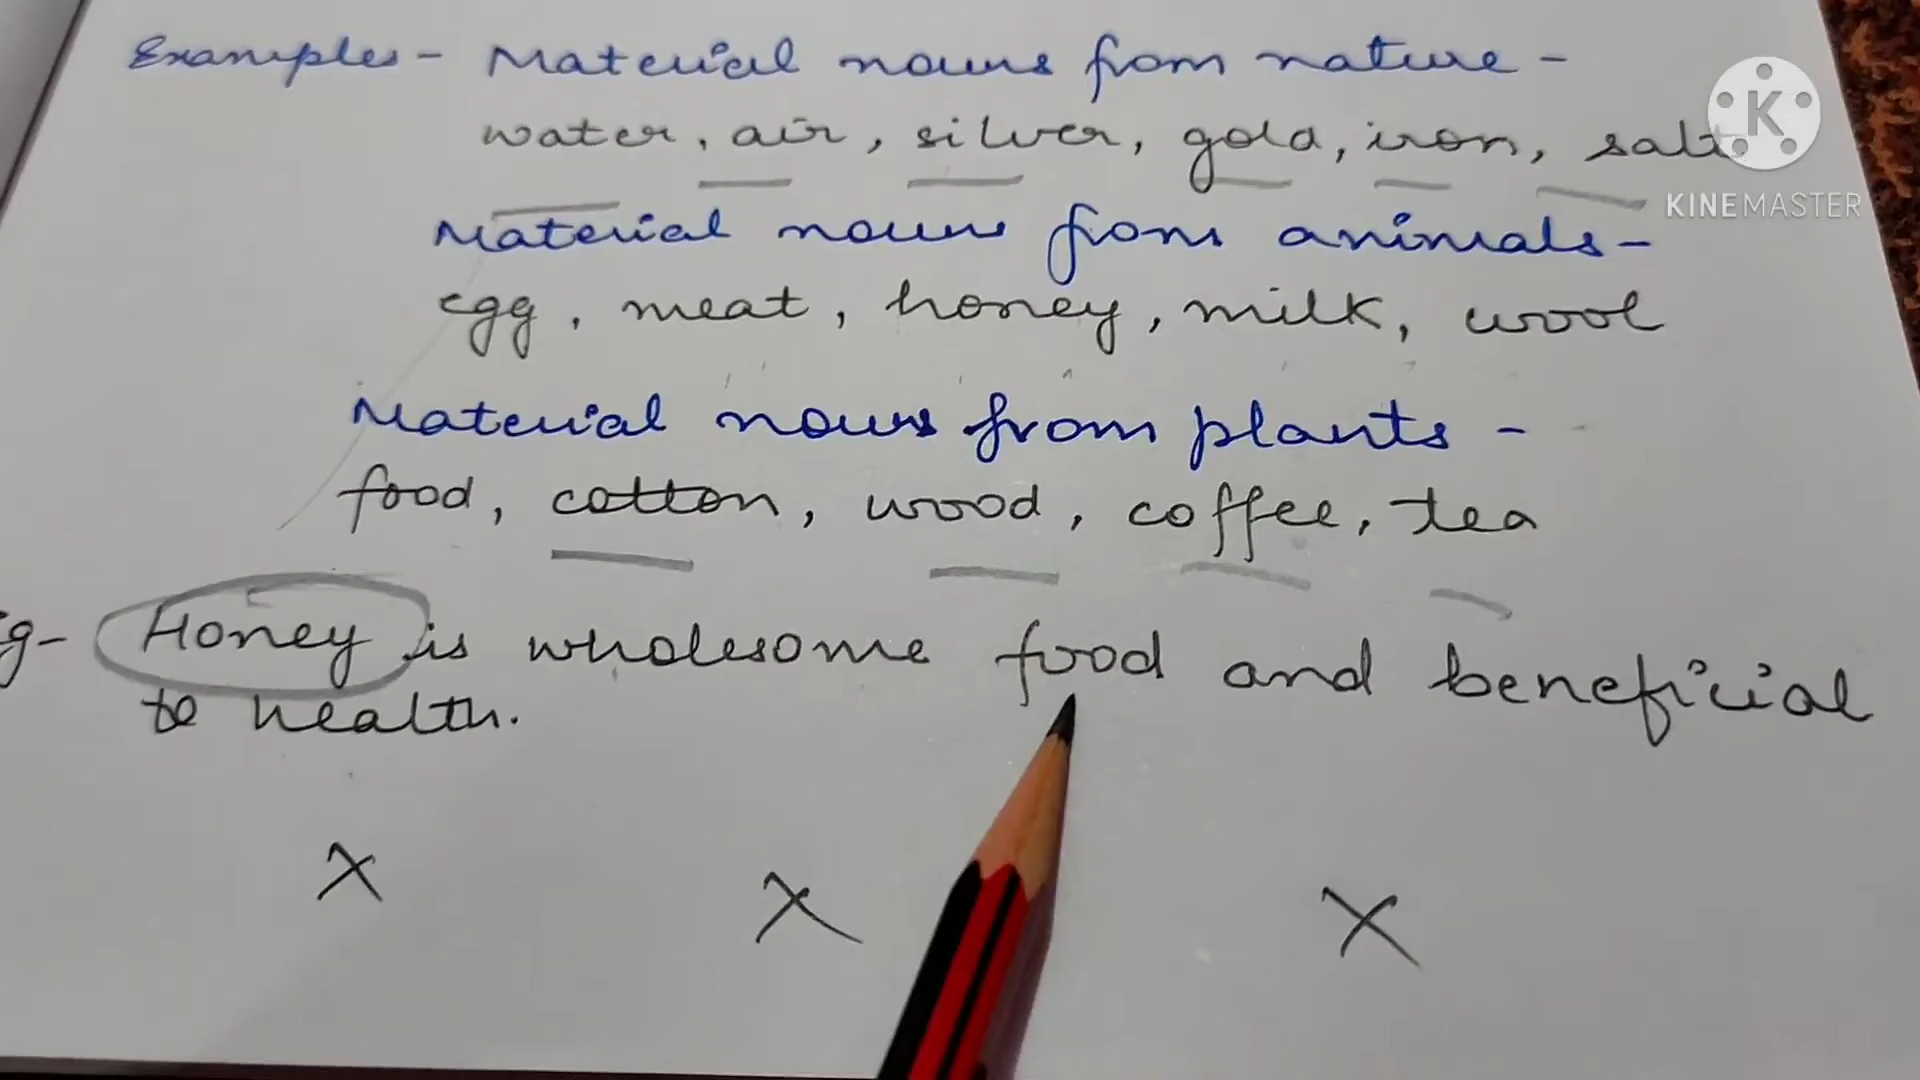 Examples - Material nouns from nature -
water, air, silver, gold, iron, salt
K
KINEMASTER
Material nouns from animals -
egg, meat, honey, milk, wool
Material nouns from plants -
food, cotton, wood, coffee, tea
g- Honey is wholesome food and beneficial
to health.
X X X